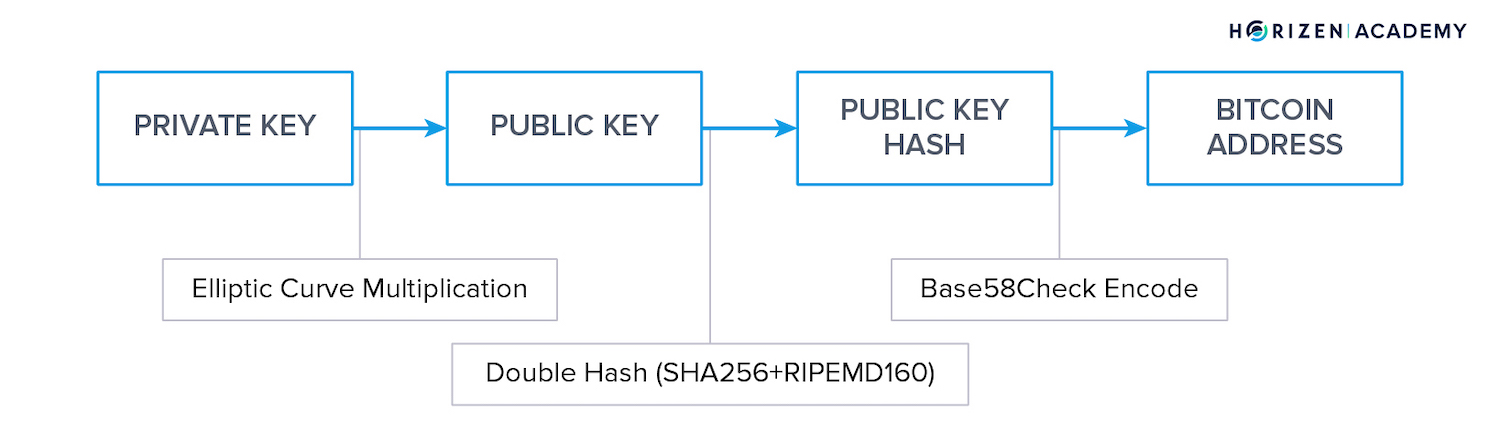 HORIZEN|ACADEMY
PRIVATE KEY
PUBLIC KEY
PUBLIC KEY
HASH
BITCOIN
ADDRESS
Elliptic Curve Multiplication
Base58Check Encode
Double Hash (SHA256+RIPEMD160)